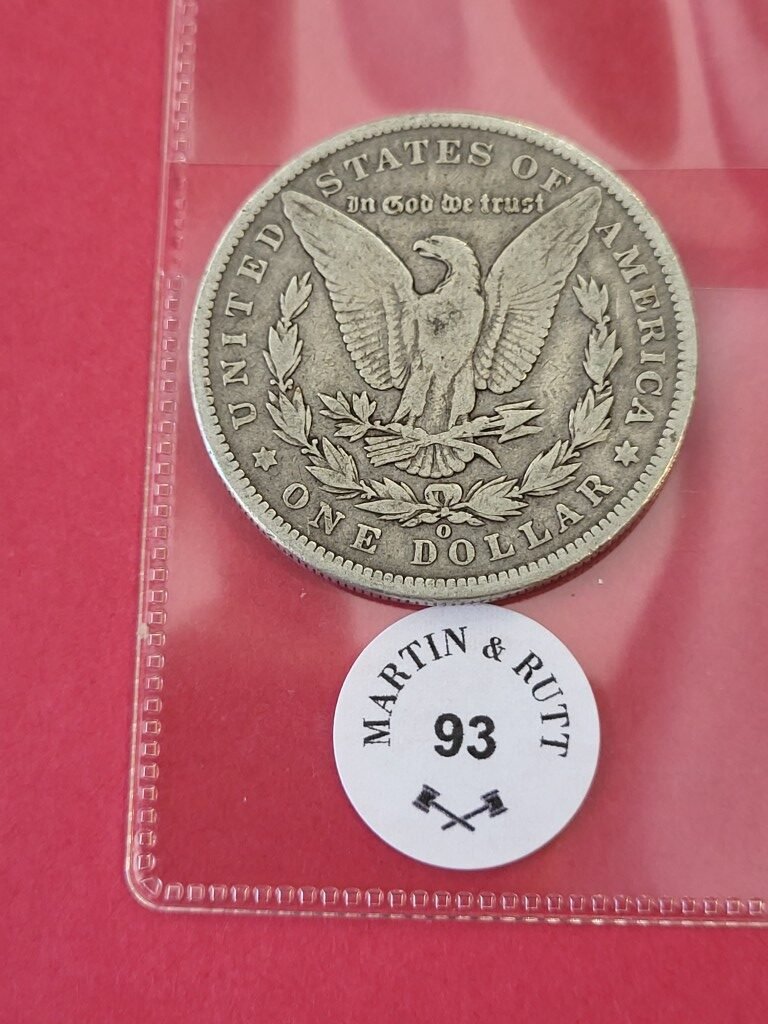 UNITED STATES OF AMERICA
In God We trust
O
ONE DOLLAR
MARTIN & RUTT
93